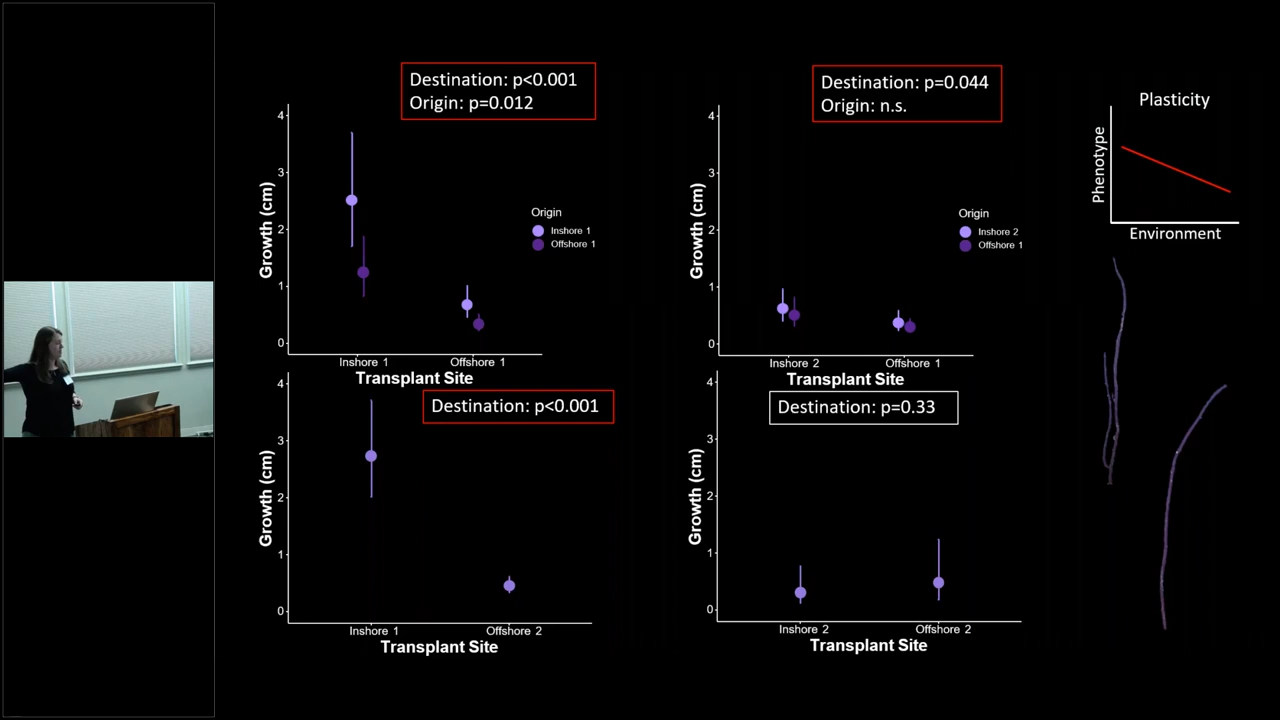 Destination: p<0.001
Origin: p=0.012
4
3
2
1
0
Growth (cm)
Origin
Inshore 1
Offshore 1
Inshore 1
Offshore 1
Transplant Site
Destination: p=0.044
Origin: n.s.
4
3
2
1
0
Growth (cm)
Origin
Inshore 2
Offshore 1
Inshore 2
Offshore 1
Transplant Site
Plasticity
Phenotype
Environment
Destination: p<0.001
4
3
2
1
0
Growth (cm)
Inshore 1
Offshore 2
Transplant Site
Destination: p=0.33
4
3
2
1
0
Growth (cm)
Inshore 2
Offshore 2
Transplant Site